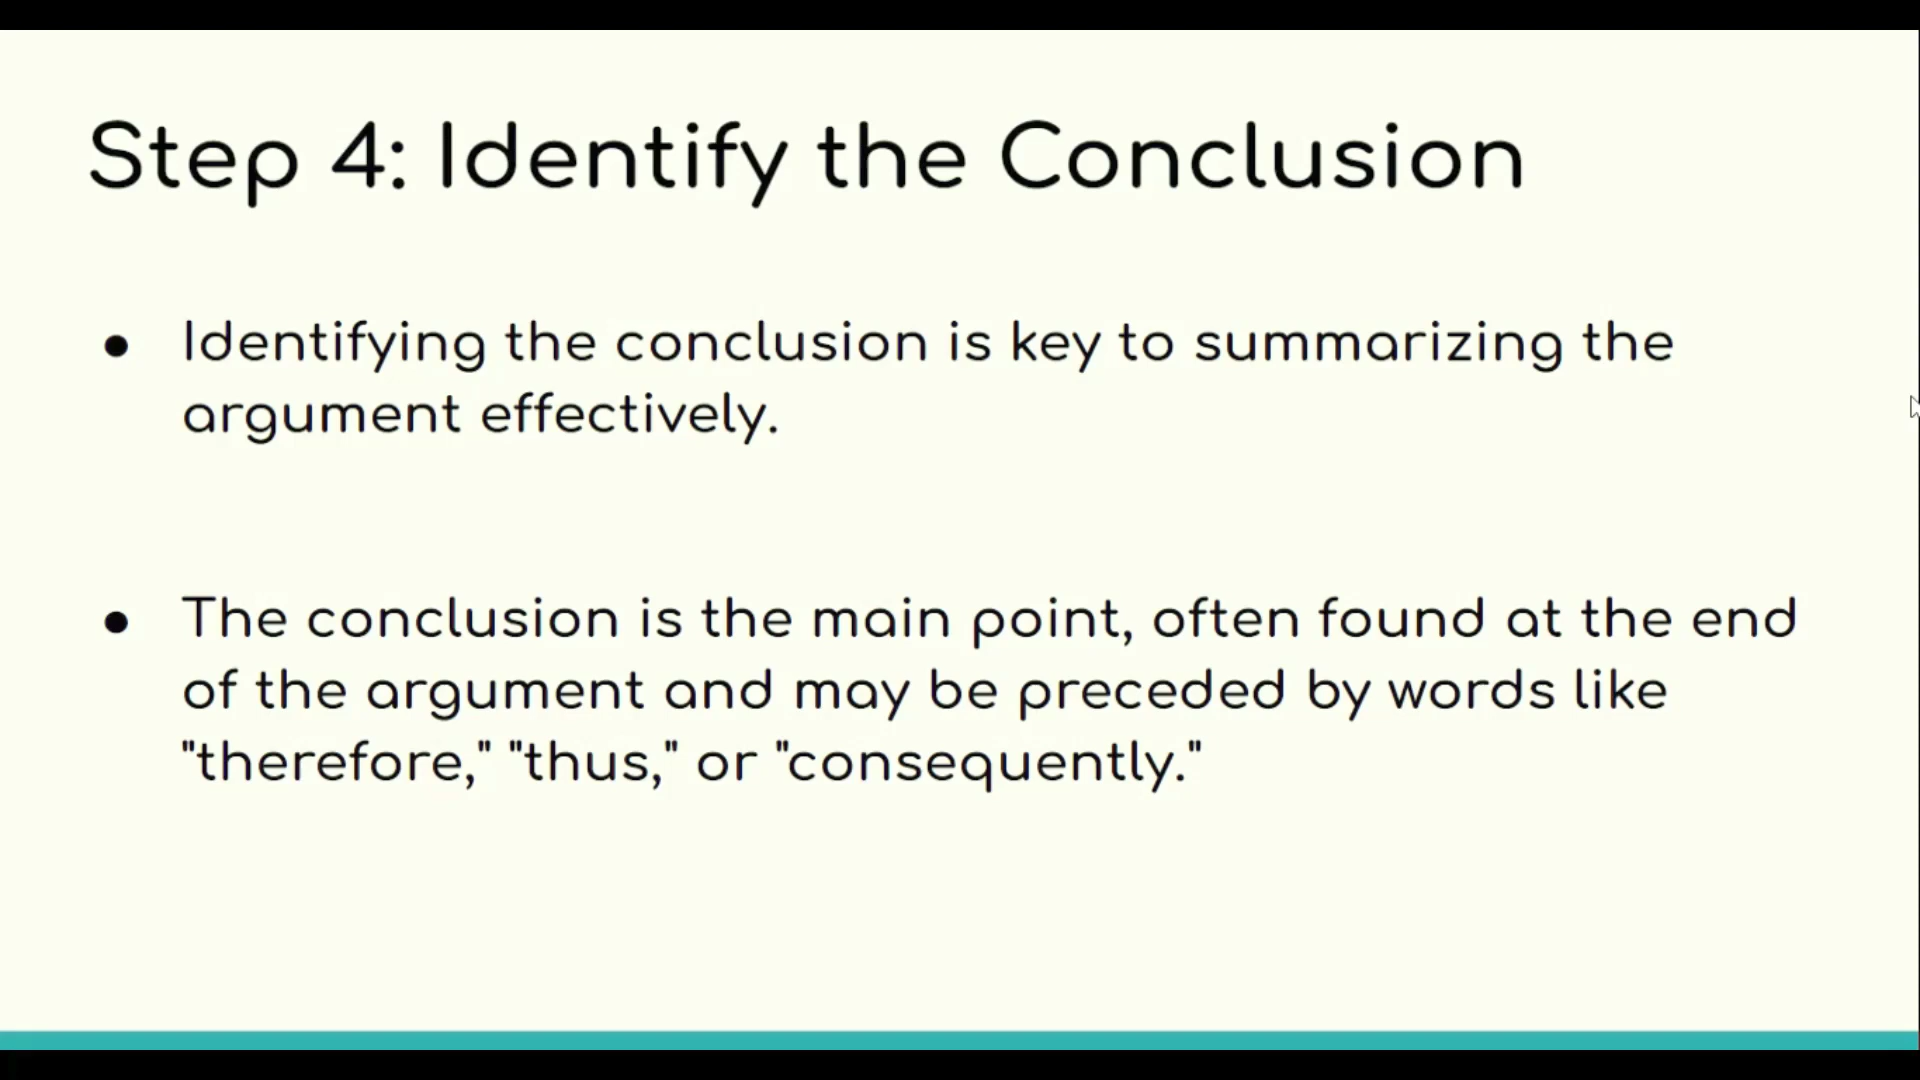 Step 4: Identify the Conclusion
● Identifying the conclusion is key to summarizing the
argument effectively.
● The conclusion is the main point, often found at the end
of the argument and may be preceded by words like
"therefore," "thus," or "consequently."